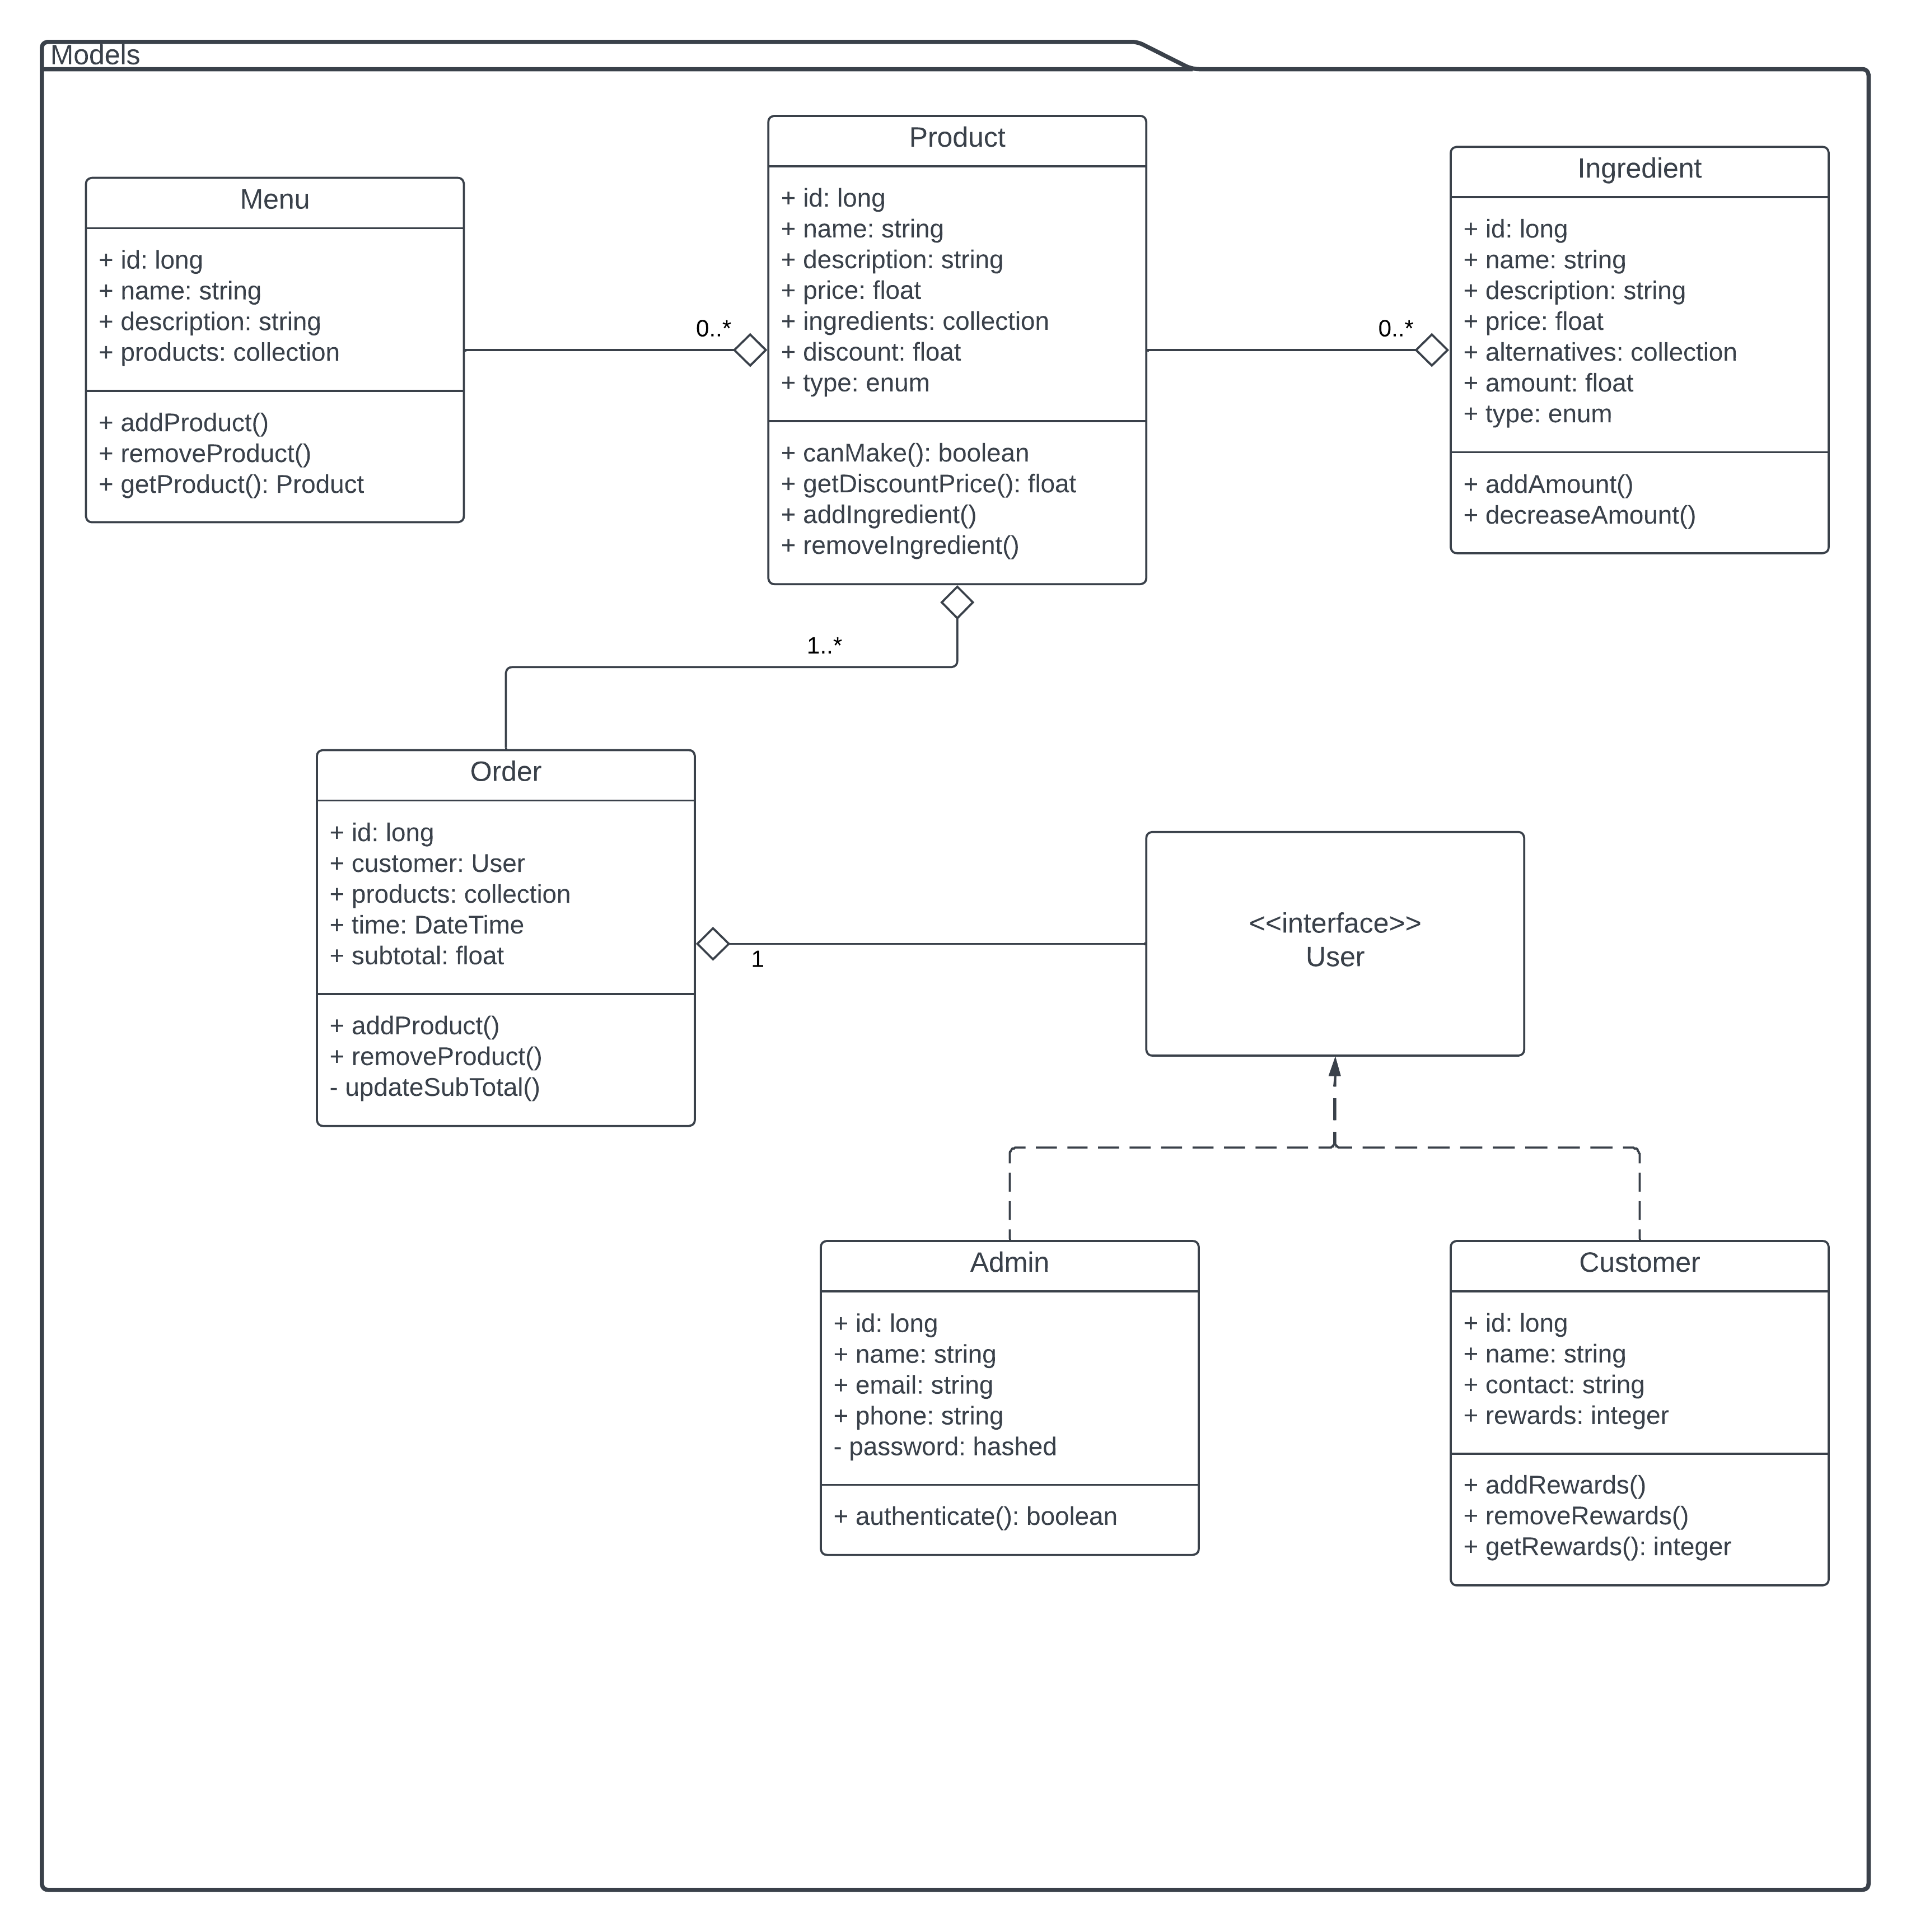 Models
Menu
+ id: long
+ name: string
+ description: string
+ products: collection
+ addProduct()
+ removeProduct()
+ getProduct(): Product
0..*
Product
+ id: long
+ name: string
+ description: string
+ price: float
+ ingredients: collection
+ discount: float
+ type: enum
+ canMake(): boolean
+ getDiscountPrice(): float
+ addIngredient()
+ removeIngredient()
0..*
Ingredient
+ id: long
+ name: string
+ description: string
+ price: float
+ alternatives: collection
+ amount: float
+ type: enum
+ addAmount()
+ decreaseAmount()
1..*
Order
+ id: long
+ customer: User
+ products: collection
+ time: DateTime
+ subtotal: float
+ addProduct()
+ removeProduct()
- updateSubTotal()
1
<<interface>>
User
Admin
+ id: long
+ name: string
+ email: string
+ phone: string
- password: hashed
+ authenticate(): boolean
Customer
+ id: long
+ name: string
+ contact: string
+ rewards: integer
+ addRewards()
+ removeRewards()
+ getRewards(): integer